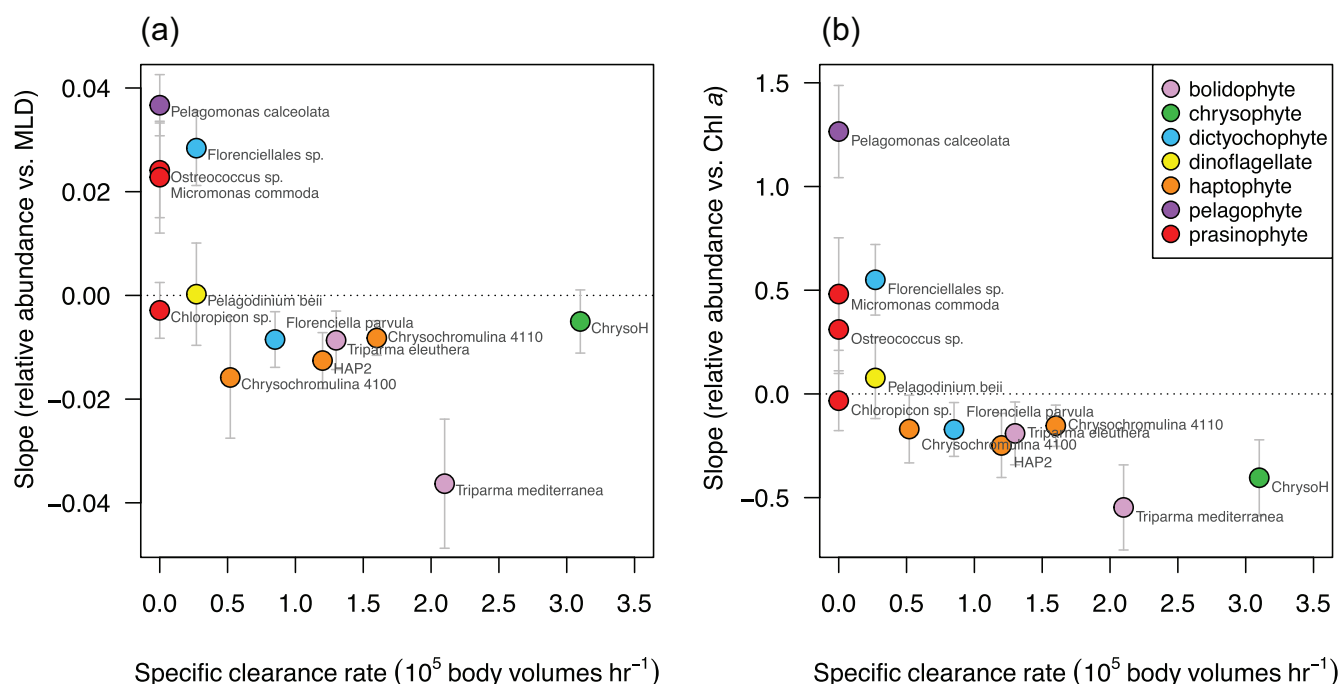 (a)
Slope (relative abundance vs. MLD)
0.04
0.02
0.00
−0.02
−0.04
Pelagomonas calceolata
Florenciellales sp.
Ostreococcus sp.
Micromonas commoda
Pelagodinium beii
Chloropicon sp.
Florenciella parvula
Chrysochromulina 4110
Triparma eleuthera
HAP2
Chrysochromulina 4100
ChrysoH
Triparma mediterranea
0.0 0.5 1.0 1.5 2.0 2.5 3.0 3.5
Specific clearance rate (10⁵ body volumes hr⁻¹)
(b)
Slope (relative abundance vs. Chl a)
1.5
1.0
0.5
0.0
−0.5
bolidophyte
chrysophyte
dictyochophyte
dinoflagellate
haptophyte
pelagophyte
prasinophyte
Pelagomonas calceolata
Florenciellales sp.
Micromonas commoda
Ostreococcus sp.
Pelagodinium beii
Chloropicon sp.
Florenciella parvula
Chrysochromulina 4110
Triparma eleuthera
Chrysochromulina 4100
HAP2
ChrysoH
Triparma mediterranea
0.0 0.5 1.0 1.5 2.0 2.5 3.0 3.5
Specific clearance rate (10⁵ body volumes hr⁻¹)